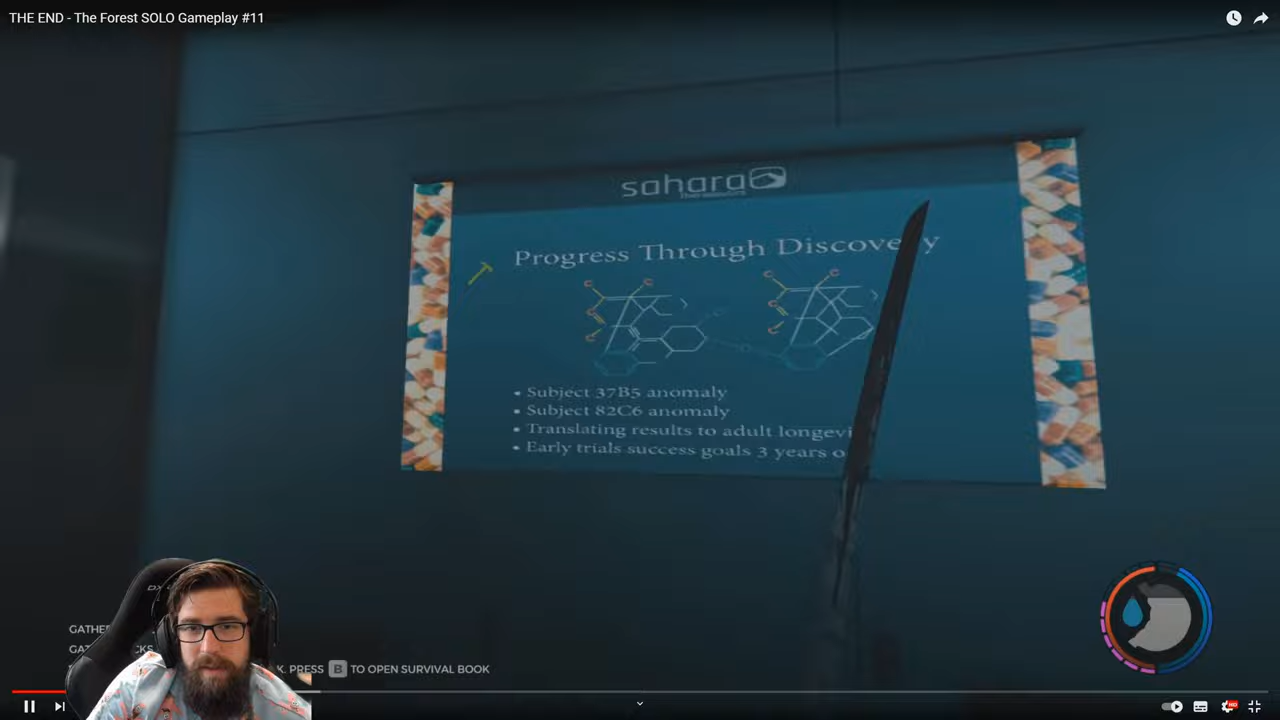 THE END - The Forest SOLO Gameplay #11
sahara
Progress Through Discovery
• Subject 37B5 anomaly
• Subject 82C6 anomaly
• Translating results to adult longevi
• Early trials success goals 3 years o
GATHE
PRESS B TO OPEN SURVIVAL BOOK